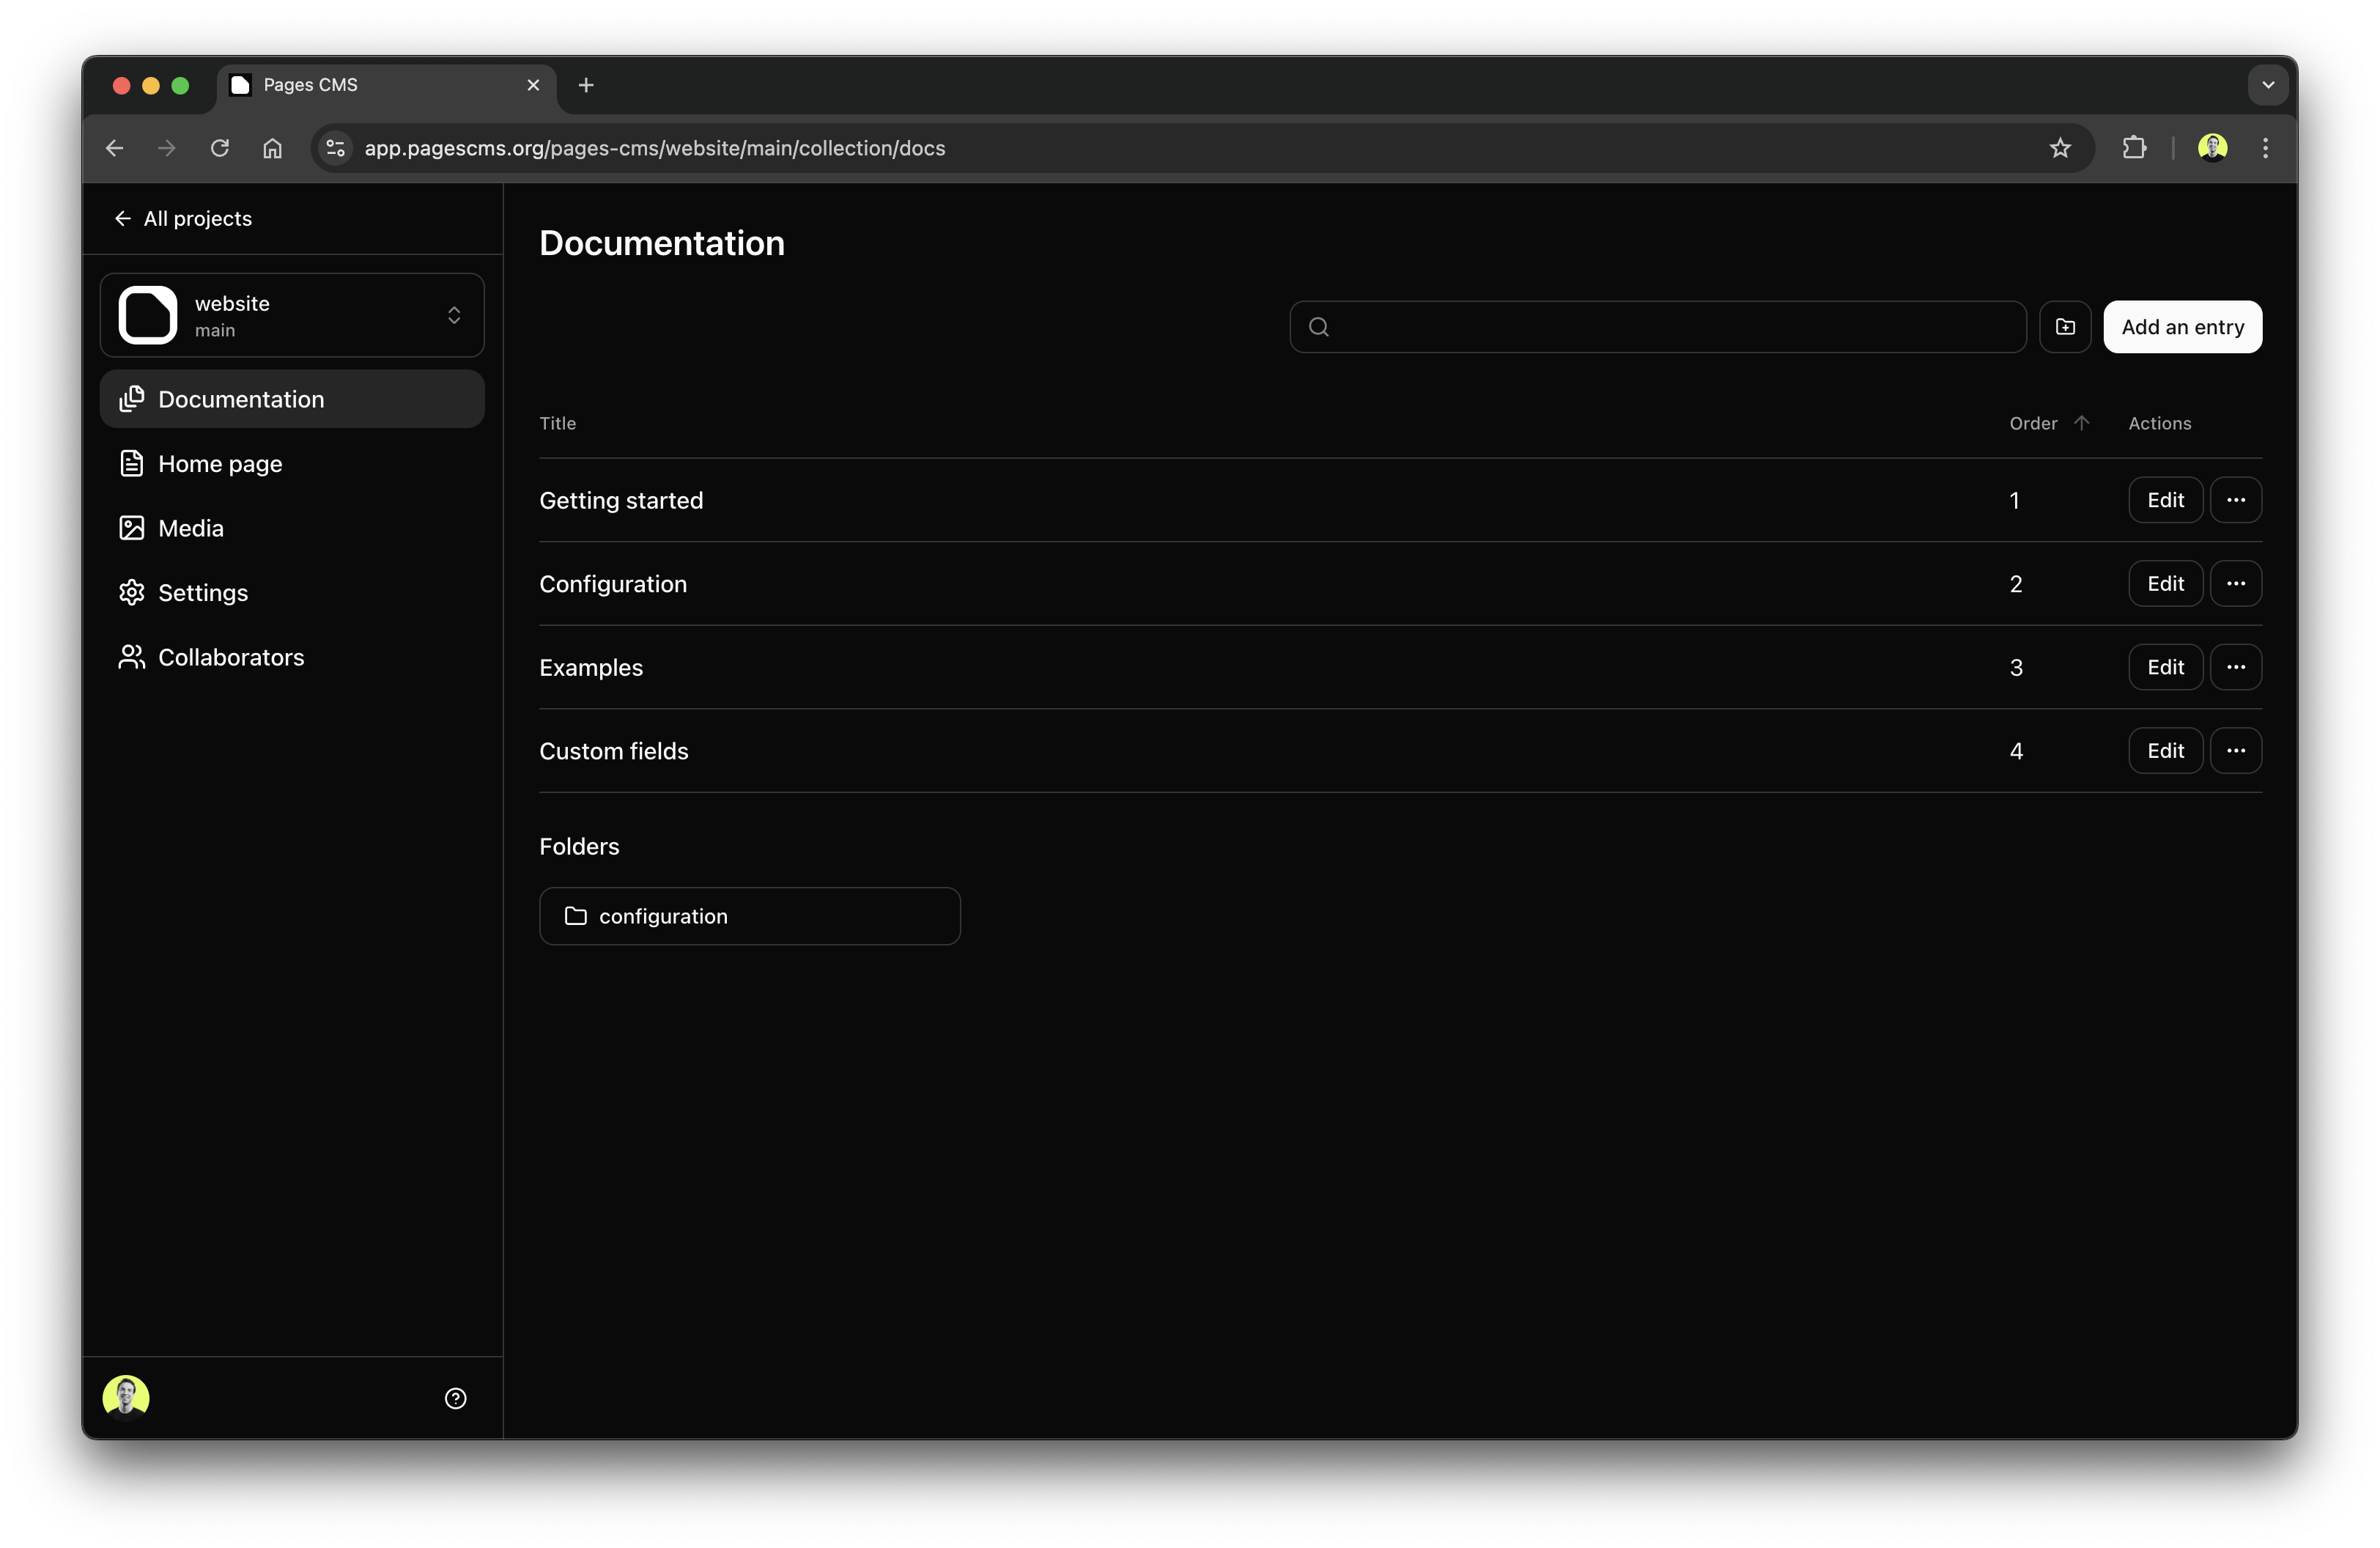 Pages CMS
app.pagescms.org/pages-cms/website/main/collection/docs
All projects
website
main
Documentation
Home page
Media
Settings
Collaborators
Documentation
Add an entry
Title Order Actions
Getting started 1 Edit
Configuration 2 Edit
Examples 3 Edit
Custom fields 4 Edit
Folders
configuration